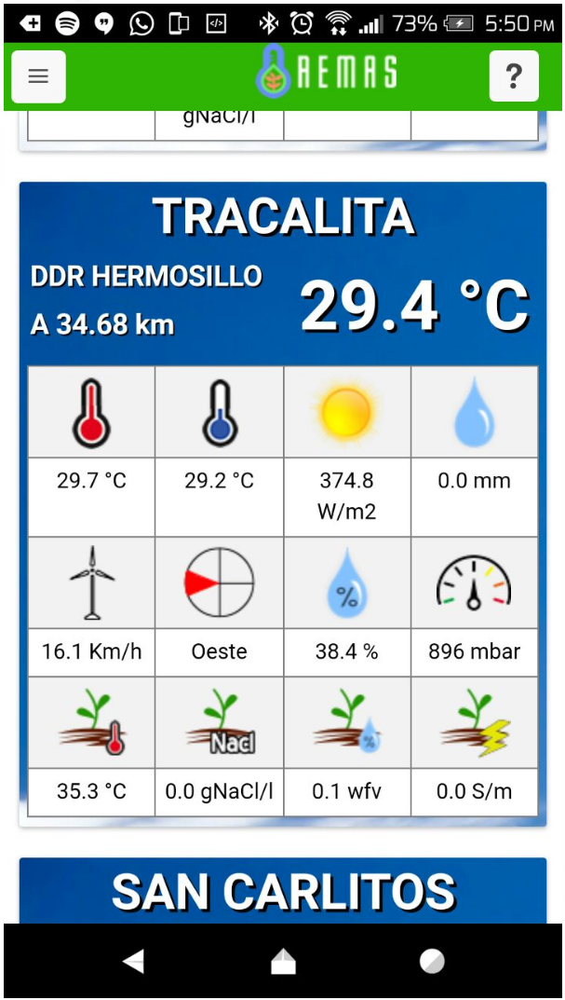 73% 5:50 PM
AEMAS
?
gNaCl/l
TRACALITA
DDR HERMOSILLO
29.4 °C
A 34.68 km
29.7 °C 29.2 °C 374.8 0.0 mm
W/m2
%
16.1 Km/h Oeste 38.4 % 896 mbar
Nacl %
35.3 °C 0.0 gNaCl/l 0.1 wfv 0.0 S/m
SAN CARLITOS